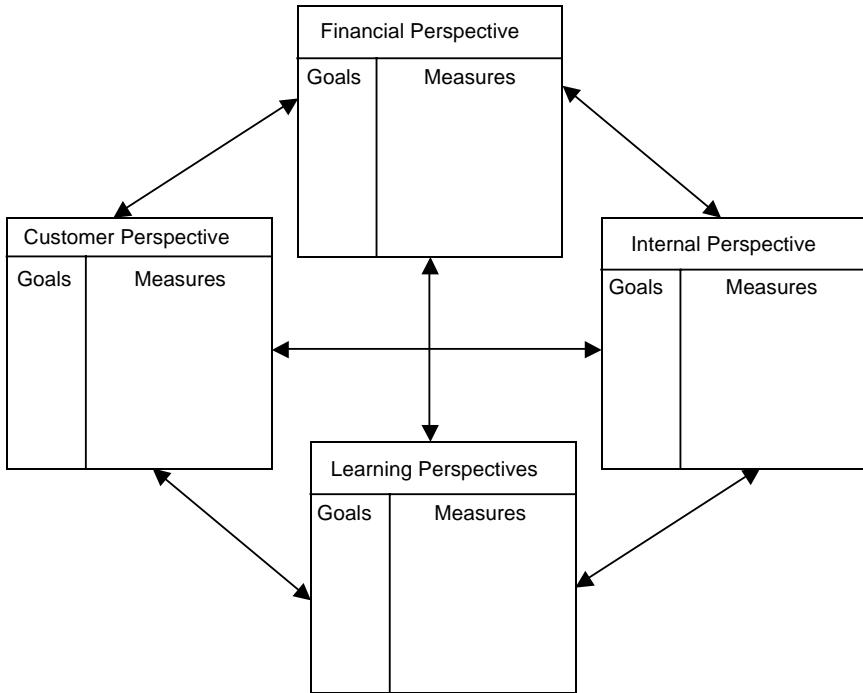 Financial Perspective
Goals Measures
Customer Perspective
Goals Measures
Internal Perspective
Goals Measures
Learning Perspectives
Goals Measures